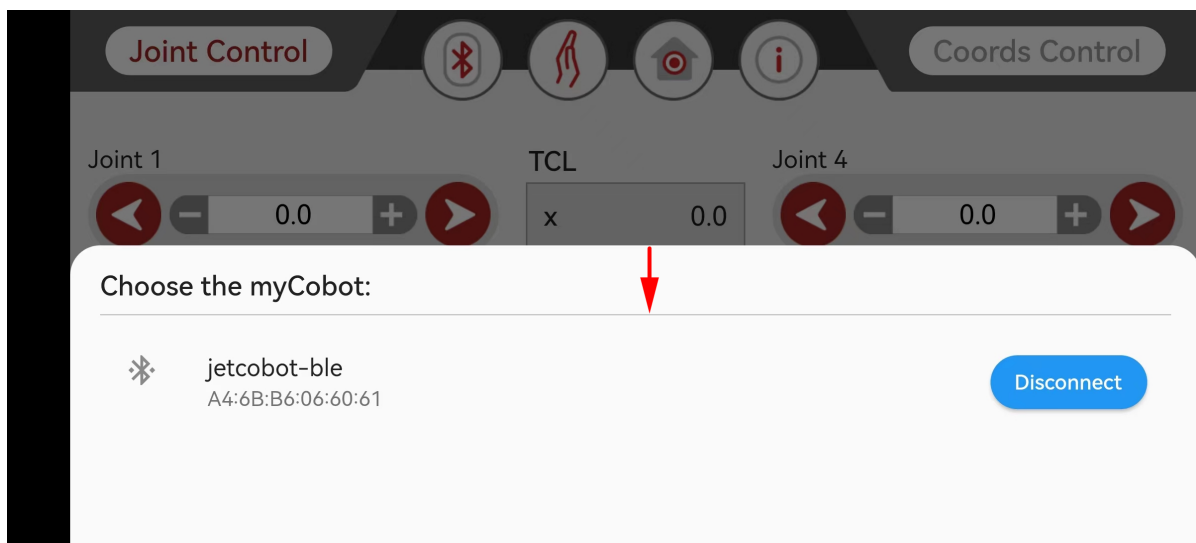 Joint Control
Coords Control
Joint 1
TCL
Joint 4
0.0
x 0.0
0.0
Choose the myCobot:
jetcobot-ble
A4:6B:B6:06:60:61
Disconnect